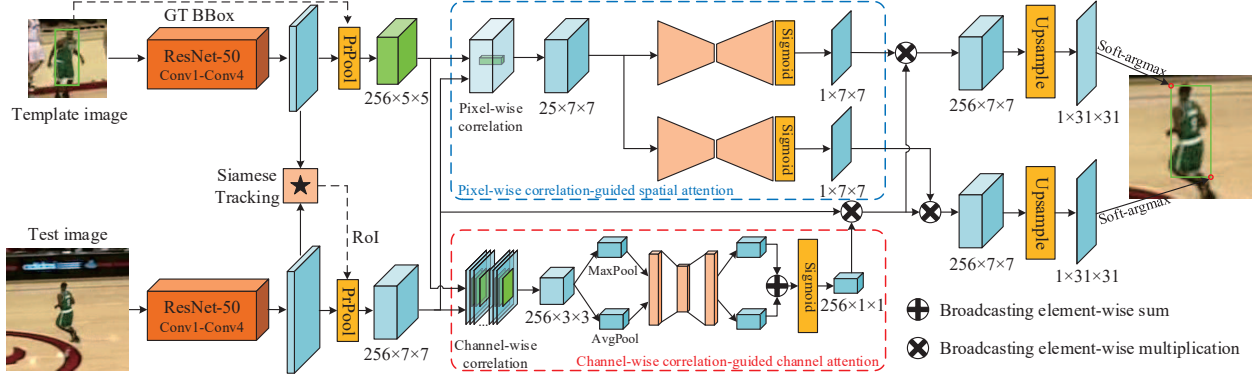 GT BBox
ResNet-50
Conv1-Conv4
PrPool
256×5×5
Template image
Pixel-wise
correlation
25×7×7
Sigmoid
1×7×7
Sigmoid
1×7×7
Pixel-wise correlation-guided spatial attention
256×7×7
Upsample
1×31×31
Soft-argmax
Siamese
Tracking
RoI
Test image
ResNet-50
Conv1-Conv4
PrPool
256×7×7
Channel-wise
correlation
256×3×3
MaxPool
AvgPool
Sigmoid
256×1×1
Channel-wise correlation-guided channel attention
256×7×7
Upsample
1×31×31
Soft-argmax
Broadcasting element-wise sum
Broadcasting element-wise multiplication